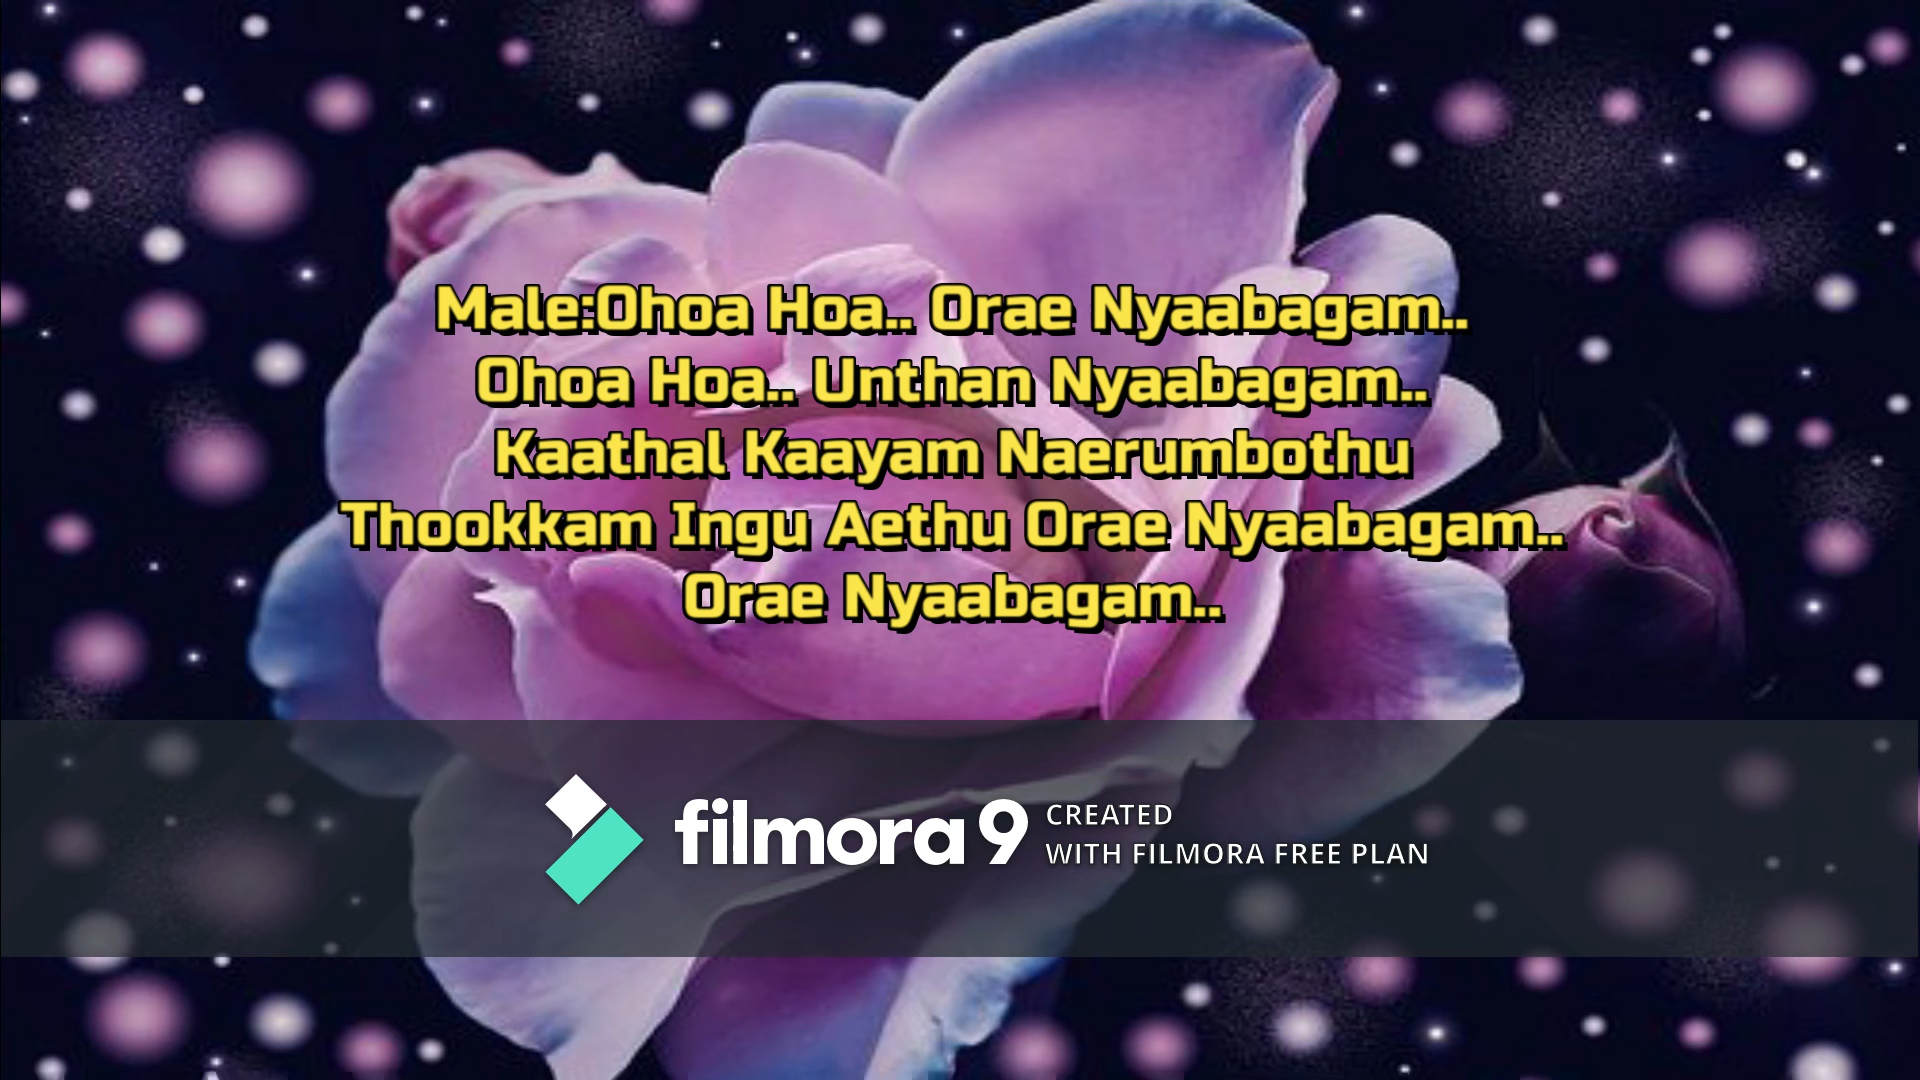 Male:Ohoa Hoa.. Orae Nyaabagam..
Ohoa Hoa.. Unthan Nyaabagam..
Kaathal Kaayam Naerumbothu
Thookkam Ingu Aethu Orae Nyaabagam..
Orae Nyaabagam..
filmora 9 CREATED
WITH FILMORA FREE PLAN